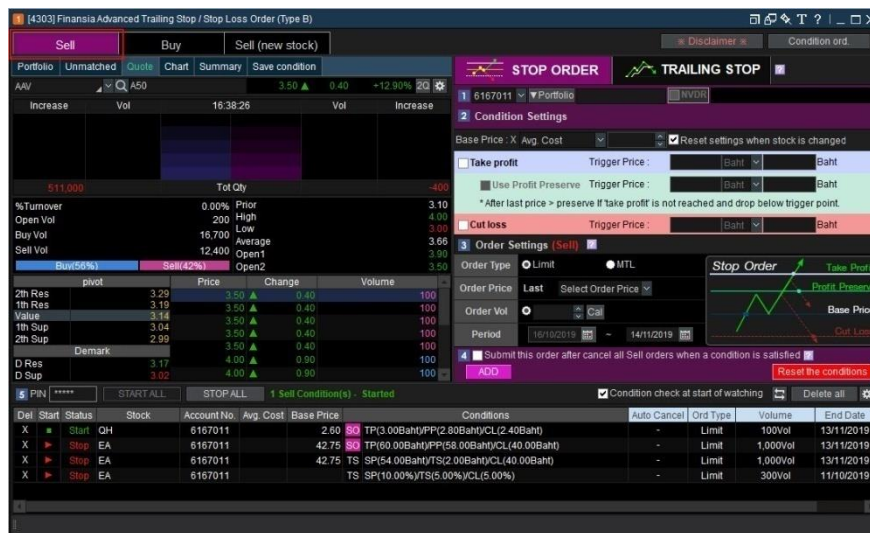 1 [4303] Finansia Advanced Trailing Stop / Stop Loss Order (Type B) T ?
Sell Buy Sell (new stock) Disclaimer Condition ord.
Portfolio Unmatched Quote Chart Summary Save condition
AAV A50 3.50 ▲ 0.40 +12.90% 2Q
Increase Vol 16:38:26 Vol Increase
511,000 Tot Qty -400
%Turnover 0.00% Prior 3.10
Open Vol 200 High 4.00
Low 3.00
Buy Vol 16,700
Average 3.66
Sell Vol 12,400 Open1 3.90
Buy(56%) Sell(42%) Open2 3.50
pivot Price Change Volume
2th Res 3.29 3.50 ▲ 0.40 100
1th Res 3.19 3.50 ▲ 0.40 100
Value 3.14 3.50 ▲ 0.40 100
1th Sup 3.04 3.50 ▲ 0.40 100
2th Sup 2.99 3.50 ▲ 0.40 100
Demark
D Res 3.17 4.00 ▲ 0.90 100
D Sup 3.02 4.00 ▲ 0.90 100
STOP ORDER TRAILING STOP ?
1 6167011 ▼Portfolio NVDR
2 Condition Settings
Base Price : X Avg. Cost Reset settings when stock is changed
Take profit Trigger Price : Baht Baht
Use Profit Preserve Trigger Price : Baht Baht
* After last price > preserve If 'take profit' is not reached and drop below trigger point.
Cut loss Trigger Price : Baht Baht
3 Order Settings (Sell) ?
Order Type Limit MTL
Order Price Last Select Order Price
Order Vol Cal
Period 16/10/2019 ~ 14/11/2019
Stop Order Take Profi
Profit Preserv
Base Pric
Cut Loss
4 Submit this order after cancel all Sell orders when a condition is satisfied ?
ADD Reset the conditions
5 PIN ***** START ALL STOP ALL 1 Sell Condition(s) - Started Condition check at start of watching Delete all
Del Start Status Stock Account No. Avg. Cost Base Price Conditions Auto Cancel Ord Type Volume End Date
X Start QH 6167011 2.60 SO TP(3.00Baht)/PP(2.80Baht)/CL(2.40Baht) - Limit 100Vol 13/11/2019
X Stop EA 6167011 42.75 SO TP(60.00Baht)/PP(58.00Baht)/CL(40.00Baht) - Limit 1,000Vol 13/11/2019
X Stop EA 6167011 42.75 TS SP(54.00Baht)/TS(2.00Baht)/CL(40.00Baht) - Limit 1,000Vol 13/11/2019
X Stop EA 6167011 TS SP(10.00%)/TS(5.00%)/CL(5.00%) - Limit 300Vol 11/10/2019